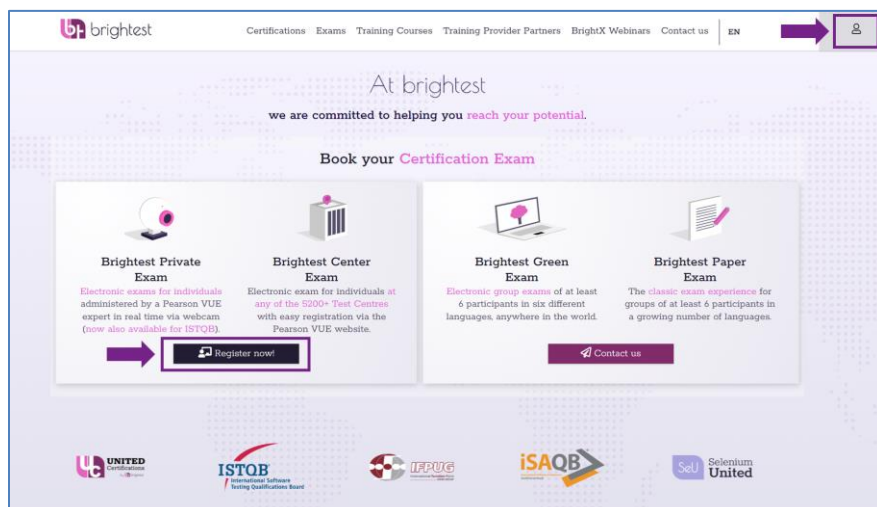 brightest
Certifications Exams Training Courses Training Provider Partners BrightX Webinars Contact us EN
At brightest
we are committed to helping you reach your potential.
Book your Certification Exam
Brightest Private
Exam
Electronic exams for individuals
administered by a Pearson VUE
expert in real time via webcam
(now also available for ISTQB).
Brightest Center
Exam
Electronic exam for individuals at
any of the 5200+ Test Centres
with easy registration via the
Pearson VUE website.
Register now!
Brightest Green
Exam
Electronic group exams of at least
6 participants in six different
languages, anywhere in the world.
Brightest Paper
Exam
The classic exam experience for
groups of at least 6 participants in
a growing number of languages.
Contact us
UNITED
Certifications
ISTQB
International Software
Testing Qualifications Board
IFPUG
iSAQB
SeU Selenium
United